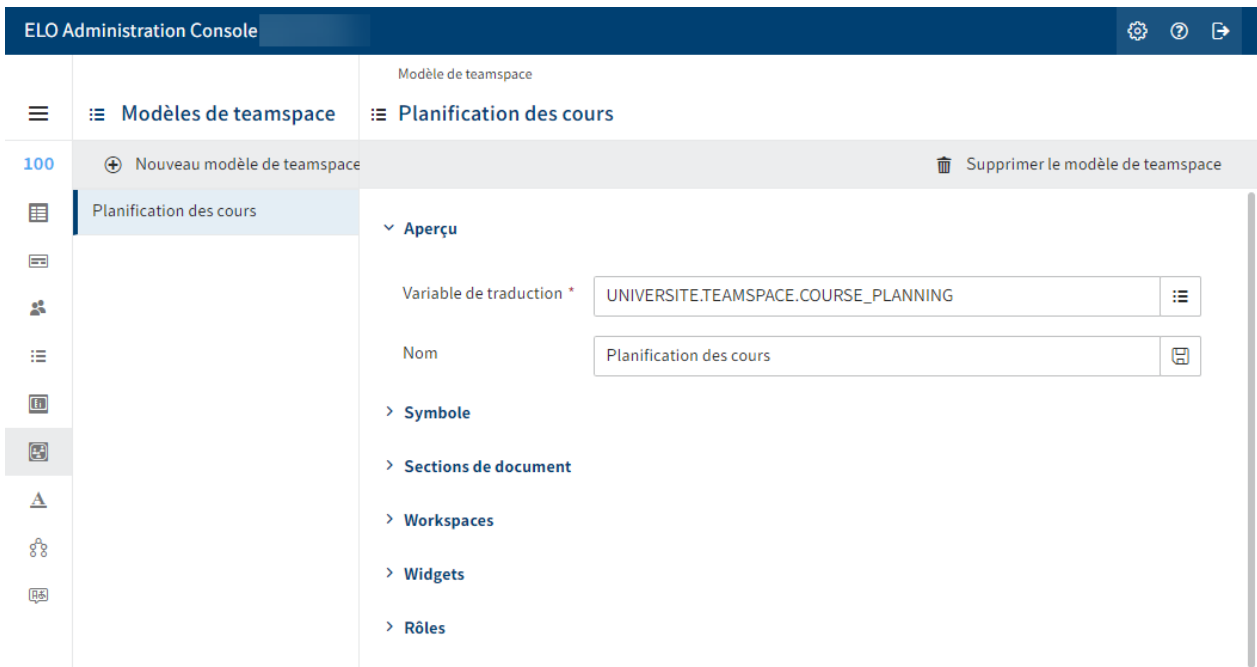 ELO Administration Console
Modèle de teamspace
Modèles de teamspace
Planification des cours
100
Nouveau modèle de teamspace
Supprimer le modèle de teamspace
Planification des cours
Aperçu
Variable de traduction *
UNIVERSITE.TEAMSPACE.COURSE_PLANNING
Nom
Planification des cours
Symbole
Sections de document
Workspaces
Widgets
Rôles